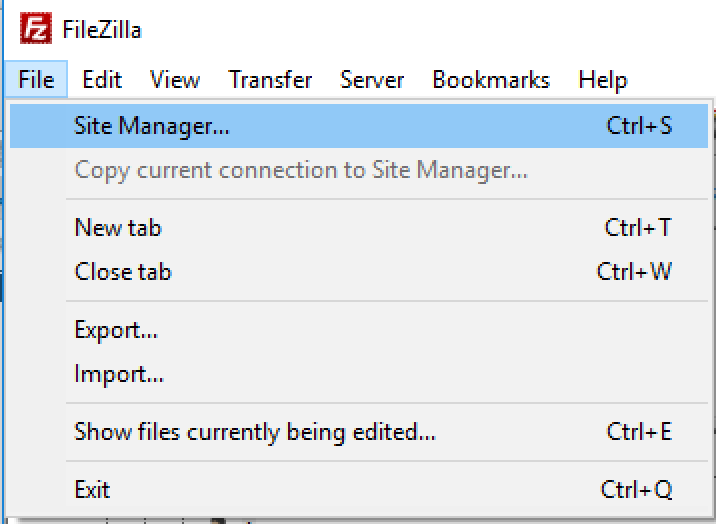 FileZilla
File Edit View Transfer Server Bookmarks Help
Site Manager... Ctrl+S
Copy current connection to Site Manager...
New tab Ctrl+T
Close tab Ctrl+W
Export...
Import...
Show files currently being edited... Ctrl+E
Exit Ctrl+Q